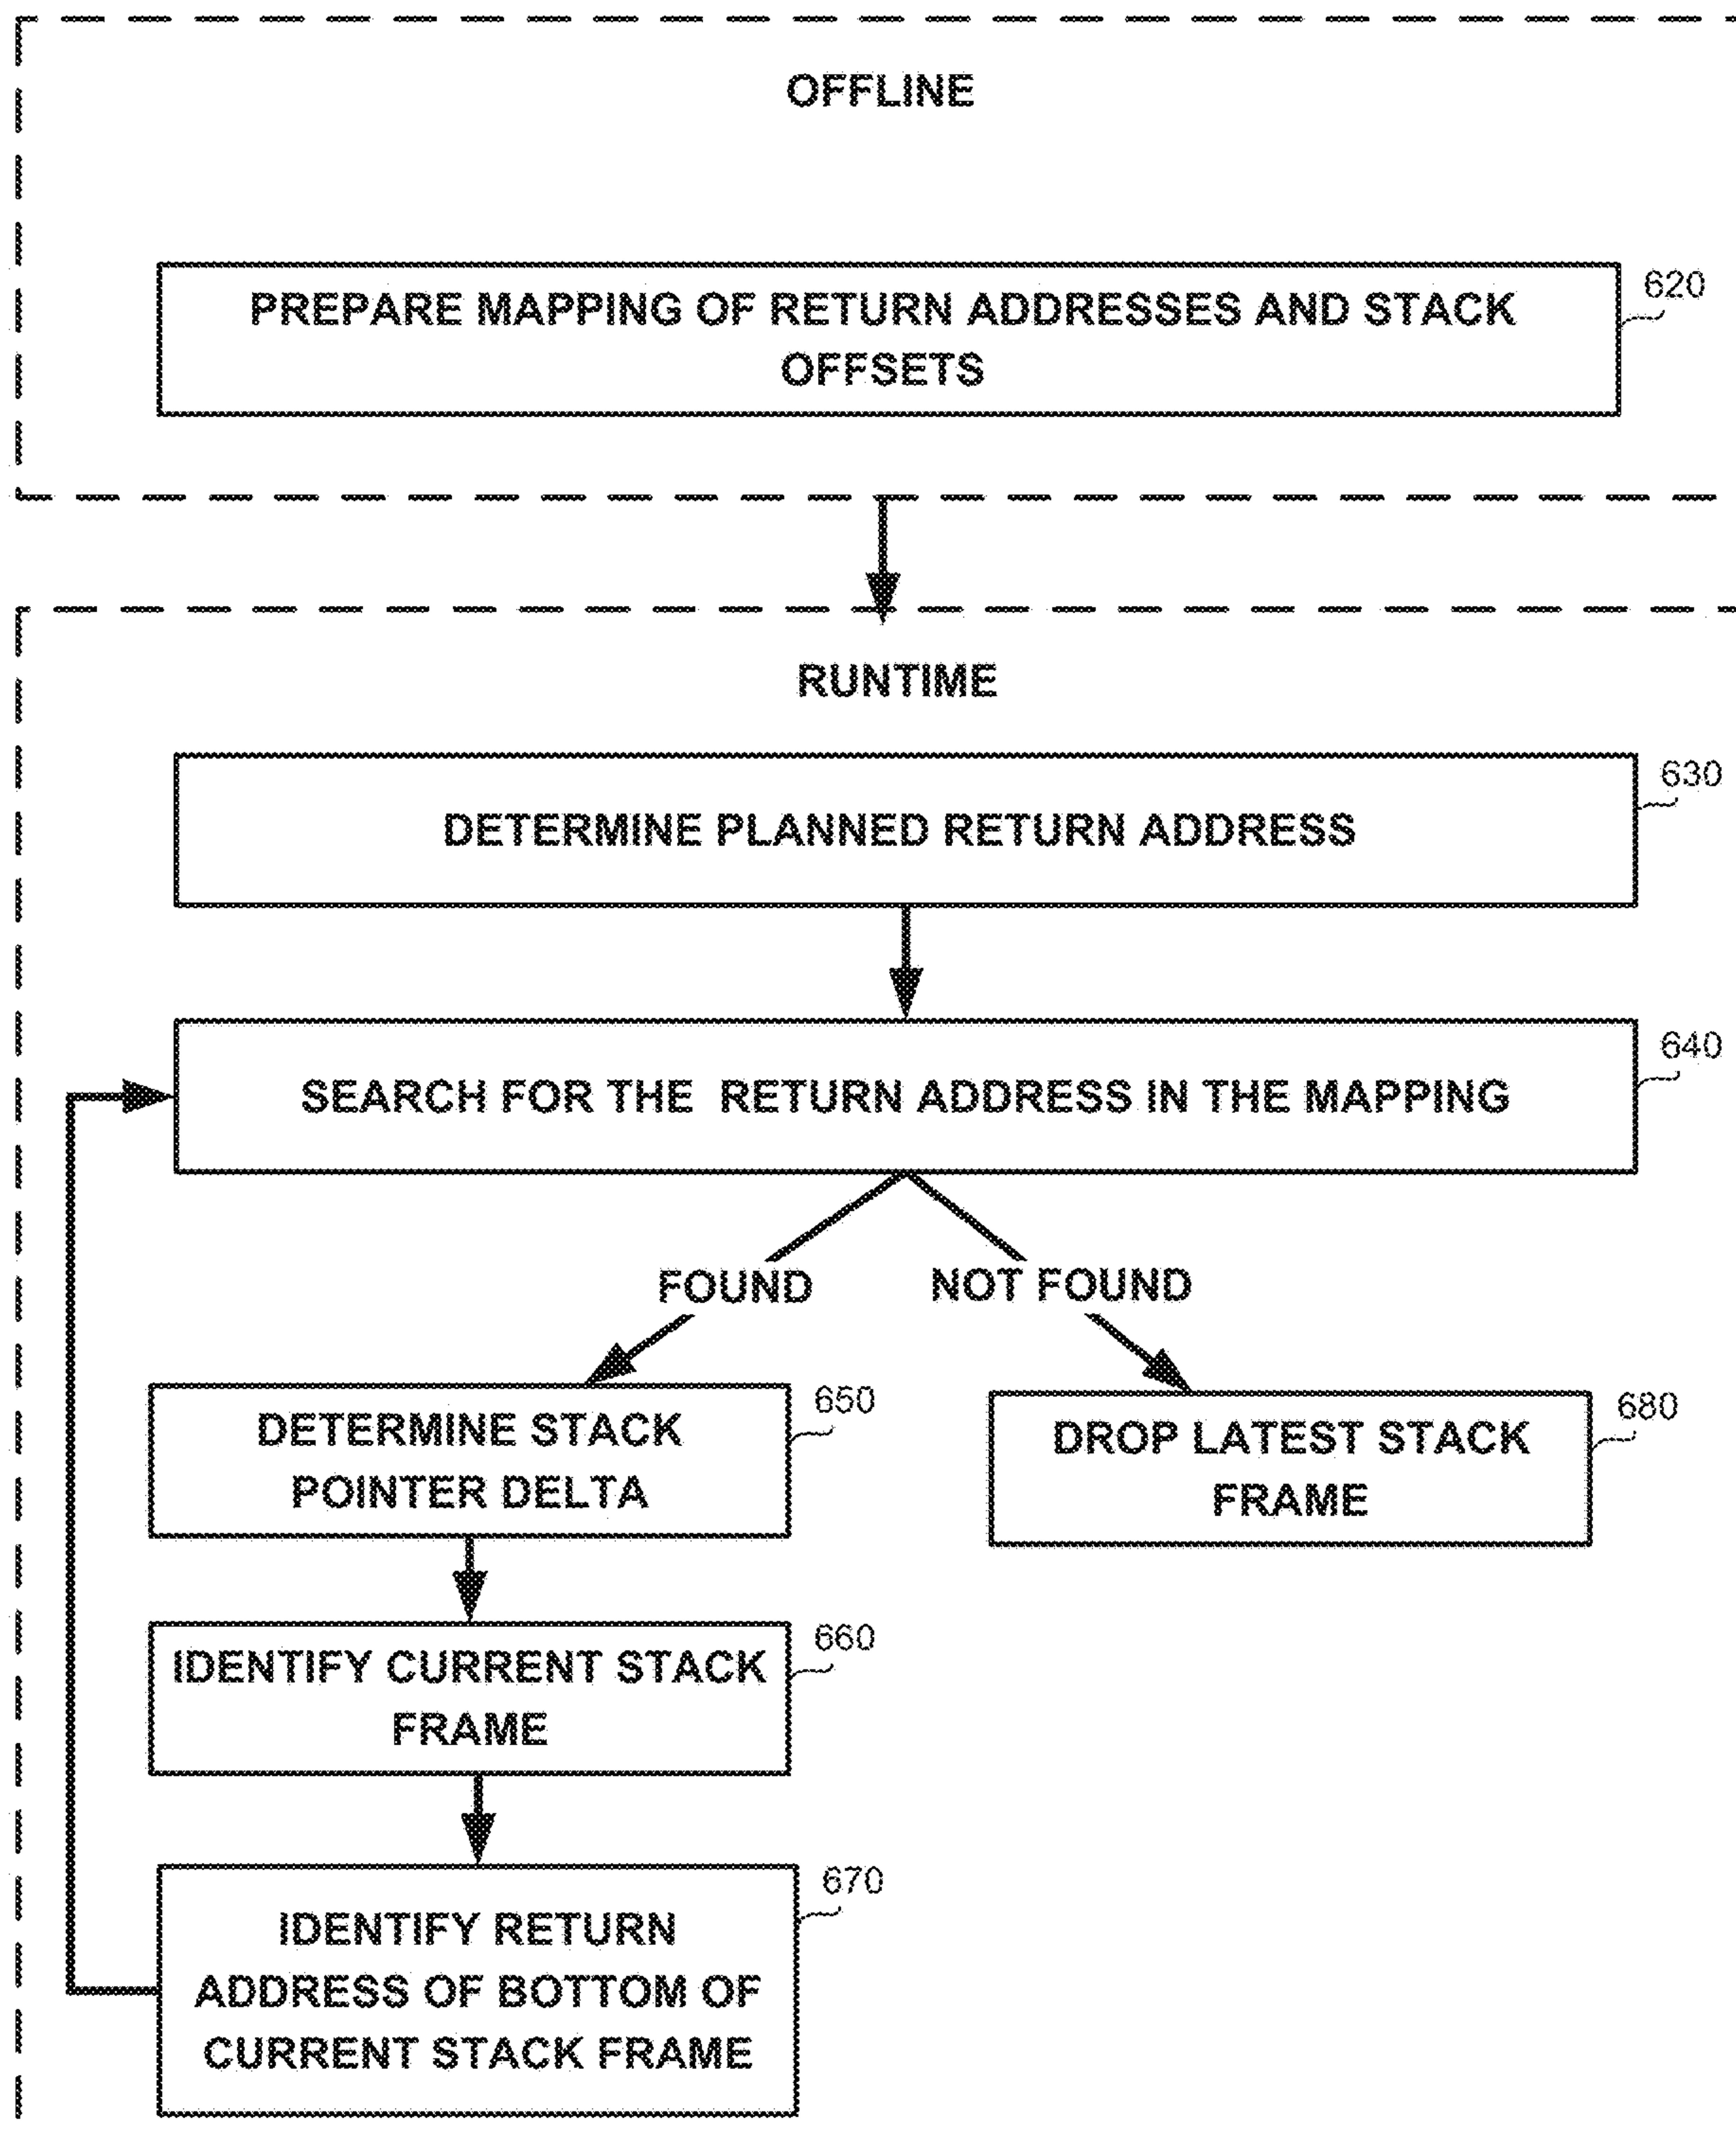 OFFLINE
620
PREPARE MAPPING OF RETURN ADDRESSES AND STACK
OFFSETS
RUNTIME
630
DETERMINE PLANNED RETURN ADDRESS
640
SEARCH FOR THE RETURN ADDRESS IN THE MAPPING
FOUND
NOT FOUND
650
DETERMINE STACK
POINTER DELTA
680
DROP LATEST STACK
FRAME
660
IDENTIFY CURRENT STACK
FRAME
670
IDENTIFY RETURN
ADDRESS OF BOTTOM OF
CURRENT STACK FRAME